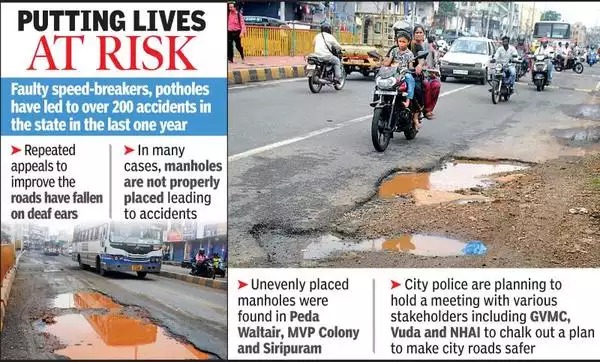 PUTTING LIVES
AT RISK
Faulty speed-breakers, potholes
have led to over 200 accidents in
the state in the last one year
➤ Repeated
appeals to
improve the
roads have fallen
on deaf ears
➤ In many
cases, manholes
are not properly
placed leading
to accidents
➤ Unevenly placed
manholes were
found in Peda
Waltair, MVP Colony
and Siripuram
➤ City police are planning to
hold a meeting with various
stakeholders including GVMC,
Vuda and NHAI to chalk out a plan
to make city roads safer